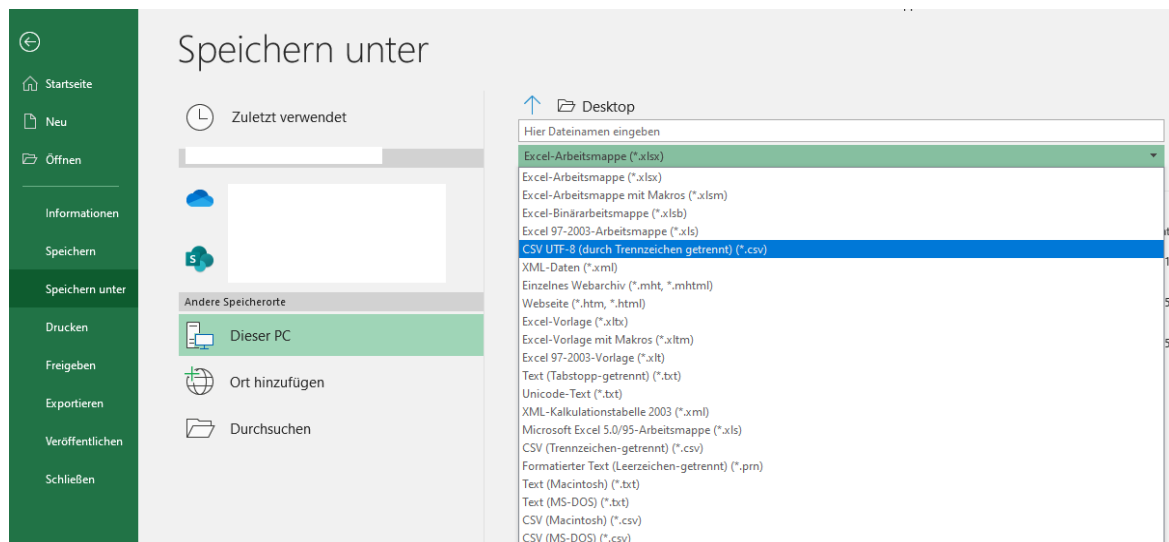 Speichern unter
Startseite
Neu
Öffnen
Informationen
Speichern
Speichern unter
Drucken
Freigeben
Exportieren
Veröffentlichen
Schließen
Zuletzt verwendet
Andere Speicherorte
Dieser PC
Ort hinzufügen
Durchsuchen
Desktop
Hier Dateinamen eingeben
Excel-Arbeitsmappe (*.xlsx)
Excel-Arbeitsmappe (*.xlsx)
Excel-Arbeitsmappe mit Makros (*.xlsm)
Excel-Binärarbeitsmappe (*.xlsb)
Excel 97-2003-Arbeitsmappe (*.xls)
CSV UTF-8 (durch Trennzeichen getrennt) (*.csv)
XML-Daten (*.xml)
Einzelnes Webarchiv (*.mht, *.mhtml)
Webseite (*.htm, *.html)
Excel-Vorlage (*.xltx)
Excel-Vorlage mit Makros (*.xltm)
Excel 97-2003-Vorlage (*.xlt)
Text (Tabstopp-getrennt) (*.txt)
Unicode-Text (*.txt)
XML-Kalkulationstabelle 2003 (*.xml)
Microsoft Excel 5.0/95-Arbeitsmappe (*.xls)
CSV (Trennzeichen-getrennt) (*.csv)
Formatierter Text (Leerzeichen-getrennt) (*.prn)
Text (Macintosh) (*.txt)
Text (MS-DOS) (*.txt)
CSV (Macintosh) (*.csv)
CSV (MS-DOS) (*.csv)